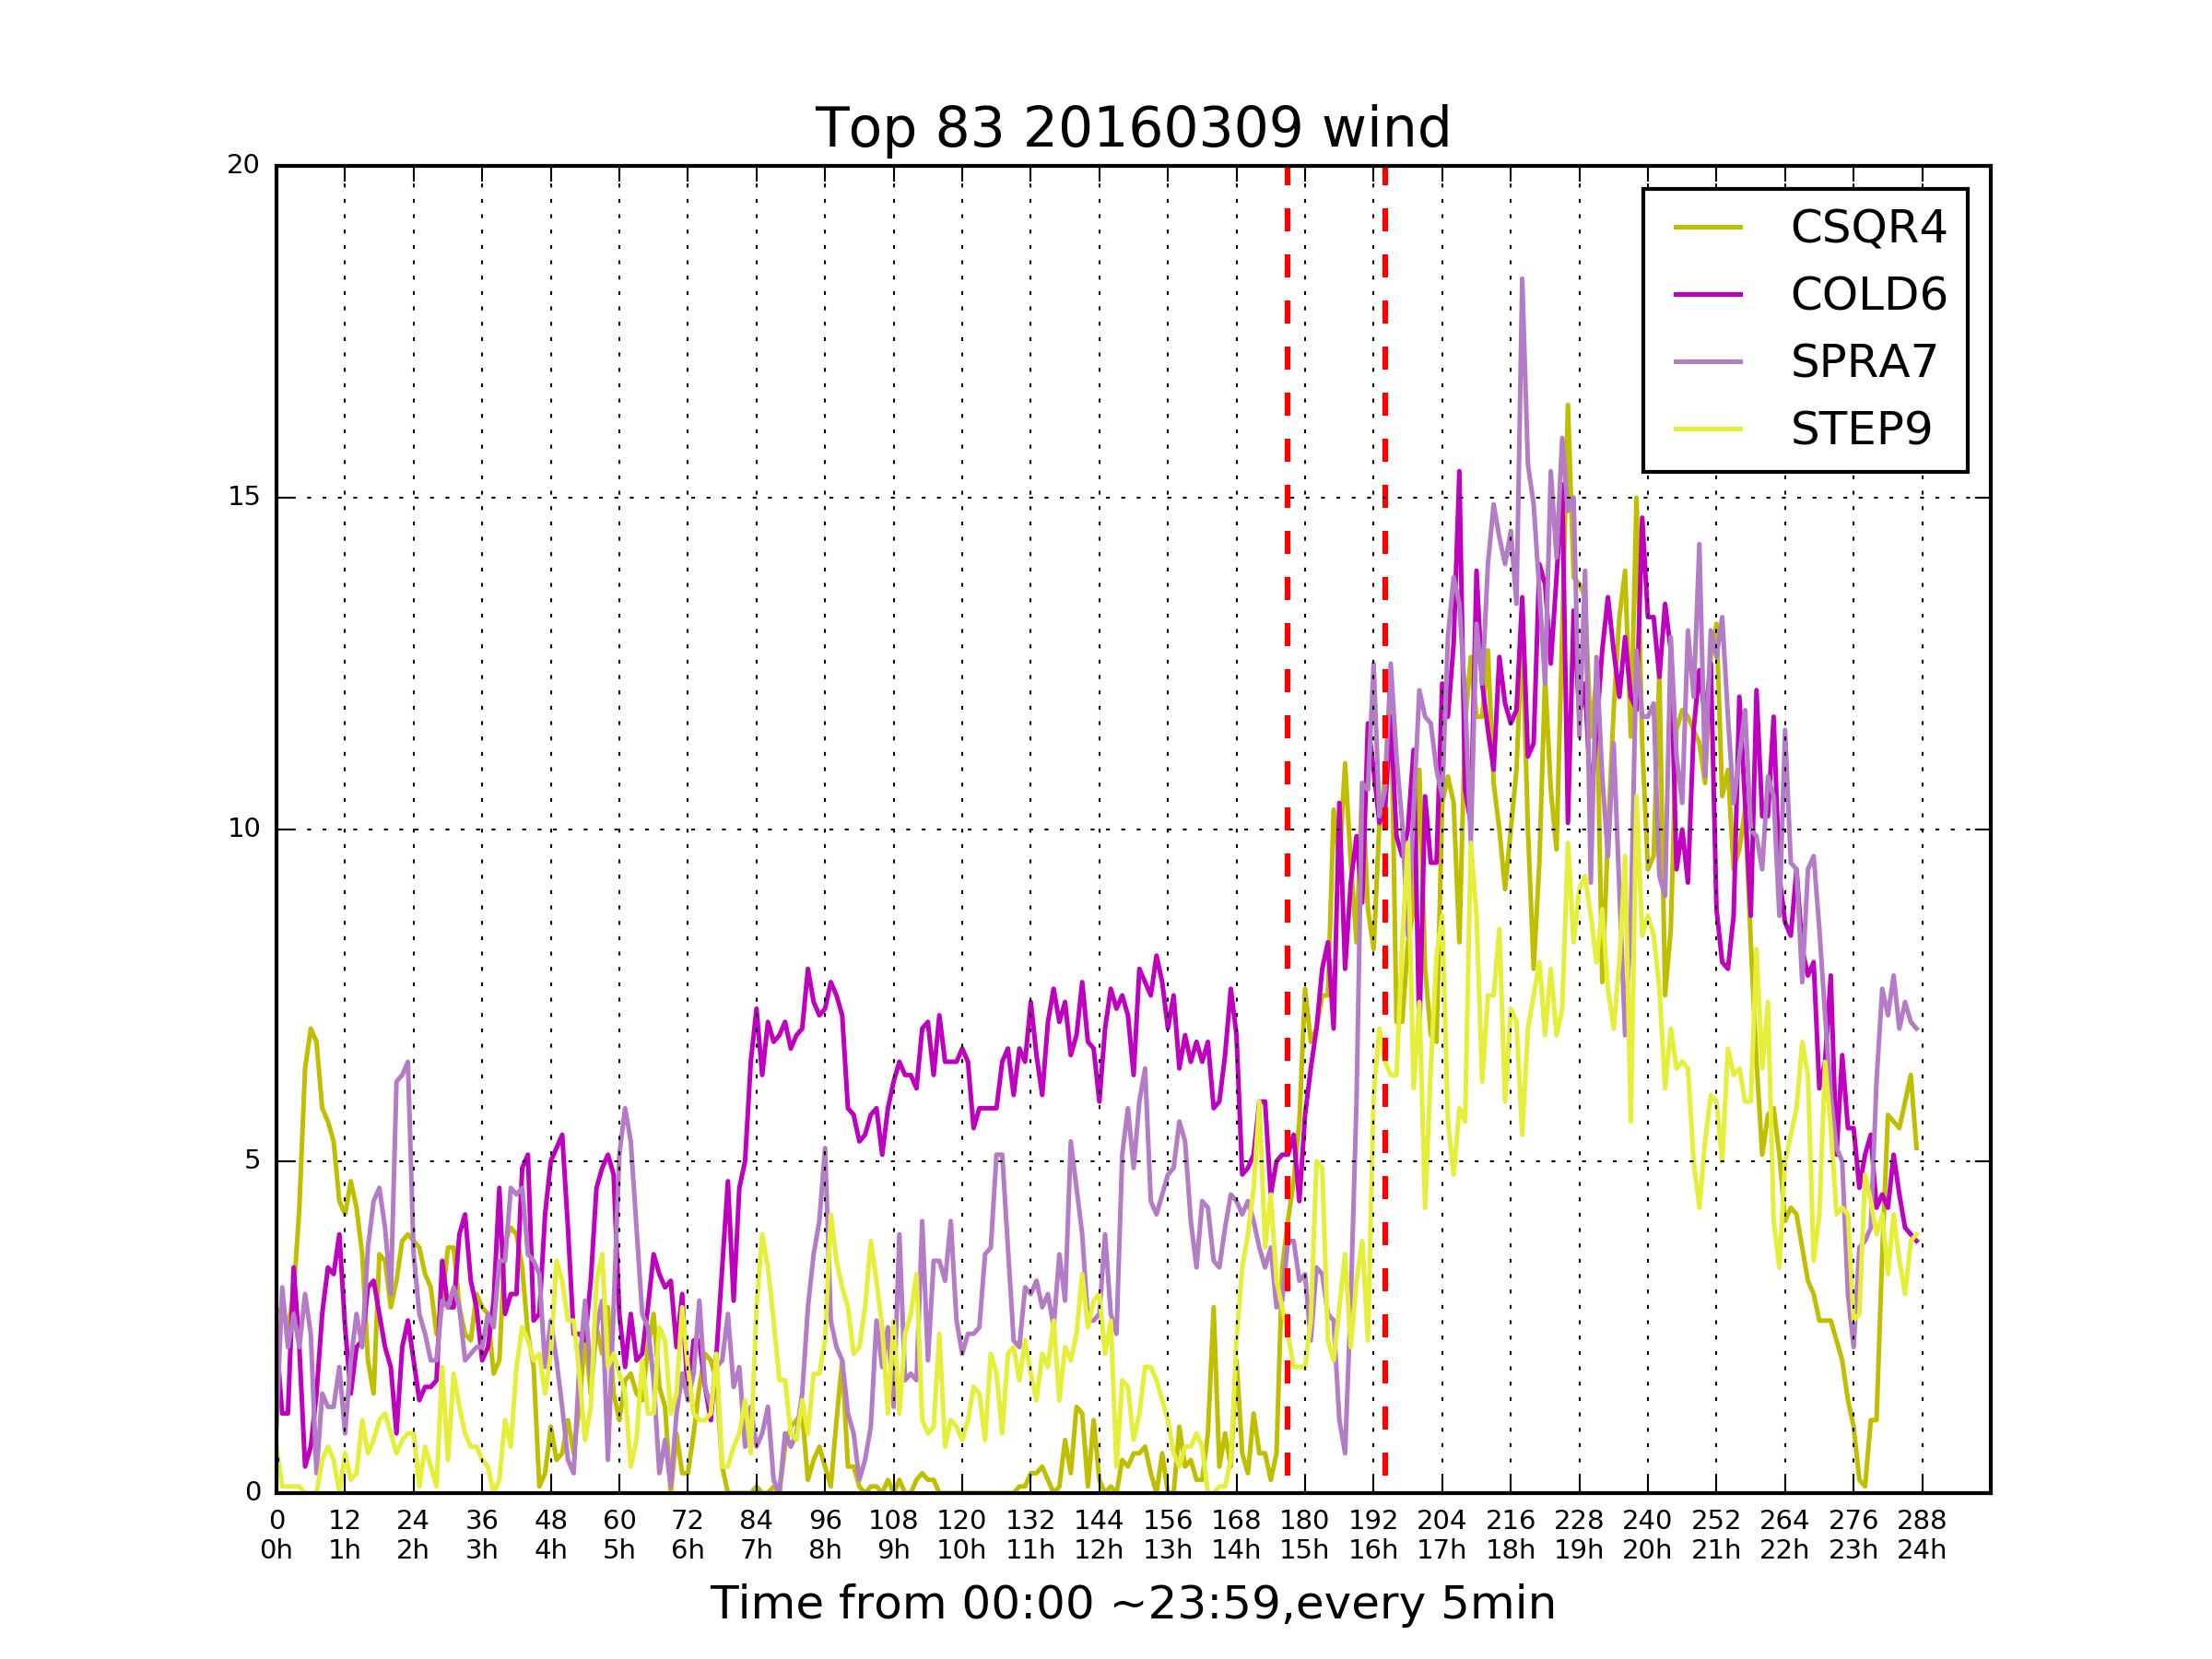 Top 83 20160309 wind
20
15
10
5
0
CSQR4
COLD6
SPRA7
STEP9
0 12 24 36 48 60 72 84 96 108 120 132 144 156 168 180 192 204 216 228 240 252 264 276 288
0h 1h 2h 3h 4h 5h 6h 7h 8h 9h 10h 11h 12h 13h 14h 15h 16h 17h 18h 19h 20h 21h 22h 23h 24h
Time from 00:00 ~23:59,every 5min